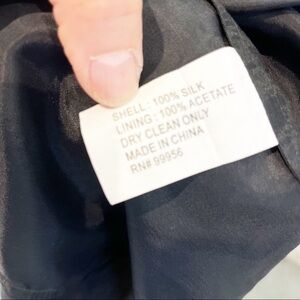 SHELL : 100% SILK
LINING : 100% ACETATE
DRY CLEAN ONLY
MADE IN CHINA
RN# 99956